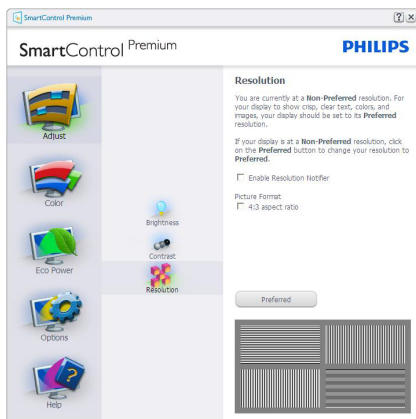 SmartControl Premium
SmartControl Premium
PHILIPS
Adjust
Color
Eco Power
Options
Help
Brightness
Contrast
Resolution
Resolution
You are currently at a Non-Preferred resolution. For
your display to show crisp, clear text, colors, and
images, your display should be set to its Preferred
resolution.
If your display is at a Non-Preferred resolution, click
on the Preferred button to change your resolution to
Preferred.
Enable Resolution Notifier
Picture Format
4:3 aspect ratio
Preferred